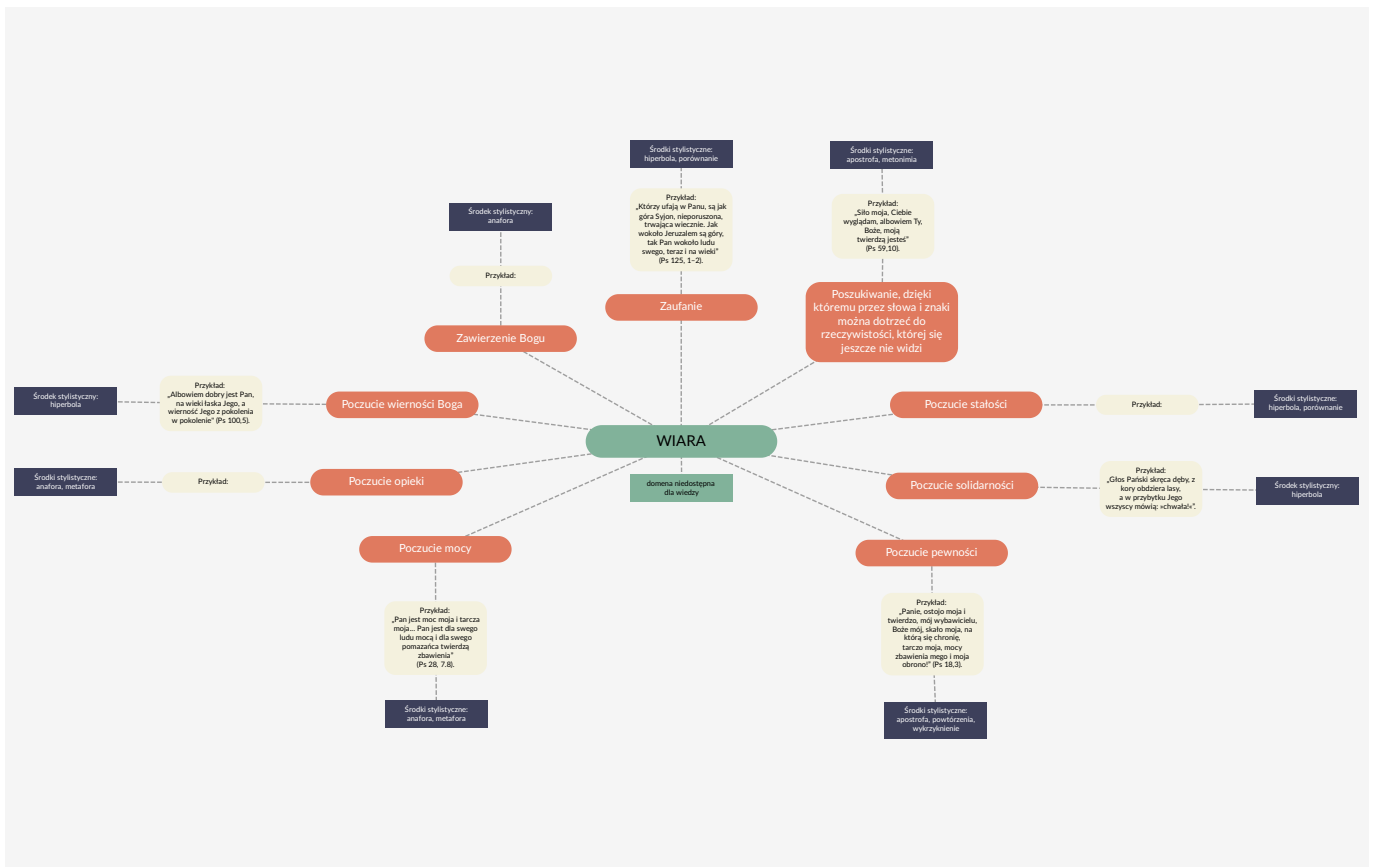 Środki stylistyczne:
hiperbola, porównanie
Przykład:
„Którzy ufają w Panu, są jak
góra Syjon, nieporuszona,
trwająca wiecznie. Jak
wokoło Jeruzalem są góry,
tak Pan wokoło ludu
swego, teraz i na wieki”
(Ps 125, 1–2).
Zaufanie
Środki stylistyczne:
apostrofa, metonimia
Przykład:
„Siło moja, Ciebie
wyglądam, albowiem Ty,
Boże, moją
twierdzą jesteś”
(Ps 59,10).
Poszukiwanie, dzięki
któremu przez słowa i znaki
można dotrzeć do
rzeczywistości, której się
jeszcze nie widzi
Środek stylistyczny:
anafora
Przykład:
Zawierzenie Bogu
Środek stylistyczny:
hiperbola
Przykład:
„Albowiem dobry jest Pan,
na wieki łaska Jego, a
wierność Jego z pokolenia
w pokolenie” (Ps 100,5).
Poczucie wierności Boga
Poczucie stałości
Przykład:
Środki stylistyczne:
hiperbola, porównanie
WIARA
domena niedostępna
dla wiedzy
Środki stylistyczne:
anafora, metafora
Przykład:
Poczucie opieki
Poczucie solidarności
Przykład:
„Głos Pański skręca dęby, z
kory obdziera lasy,
a w przybytku Jego
wszyscy mówią: »chwała!«”.
Środek stylistyczny:
hiperbola
Poczucie mocy
Przykład:
„Pan jest moc moja i tarcza
moja... Pan jest dla swego
ludu mocą i dla swego
pomazańca twierdzą
zbawienia”
(Ps 28, 7.8).
Środki stylistyczne:
anafora, metafora
Poczucie pewności
Przykład:
„Panie, ostojo moja i
twierdzo, mój wybawicielu,
Boże mój, skało moja, na
którą się chronię,
tarczo moja, mocy
zbawienia mego i moja
obrono!” (Ps 18,3).
Środki stylistyczne:
apostrofa, powtórzenia,
wykrzyknienie